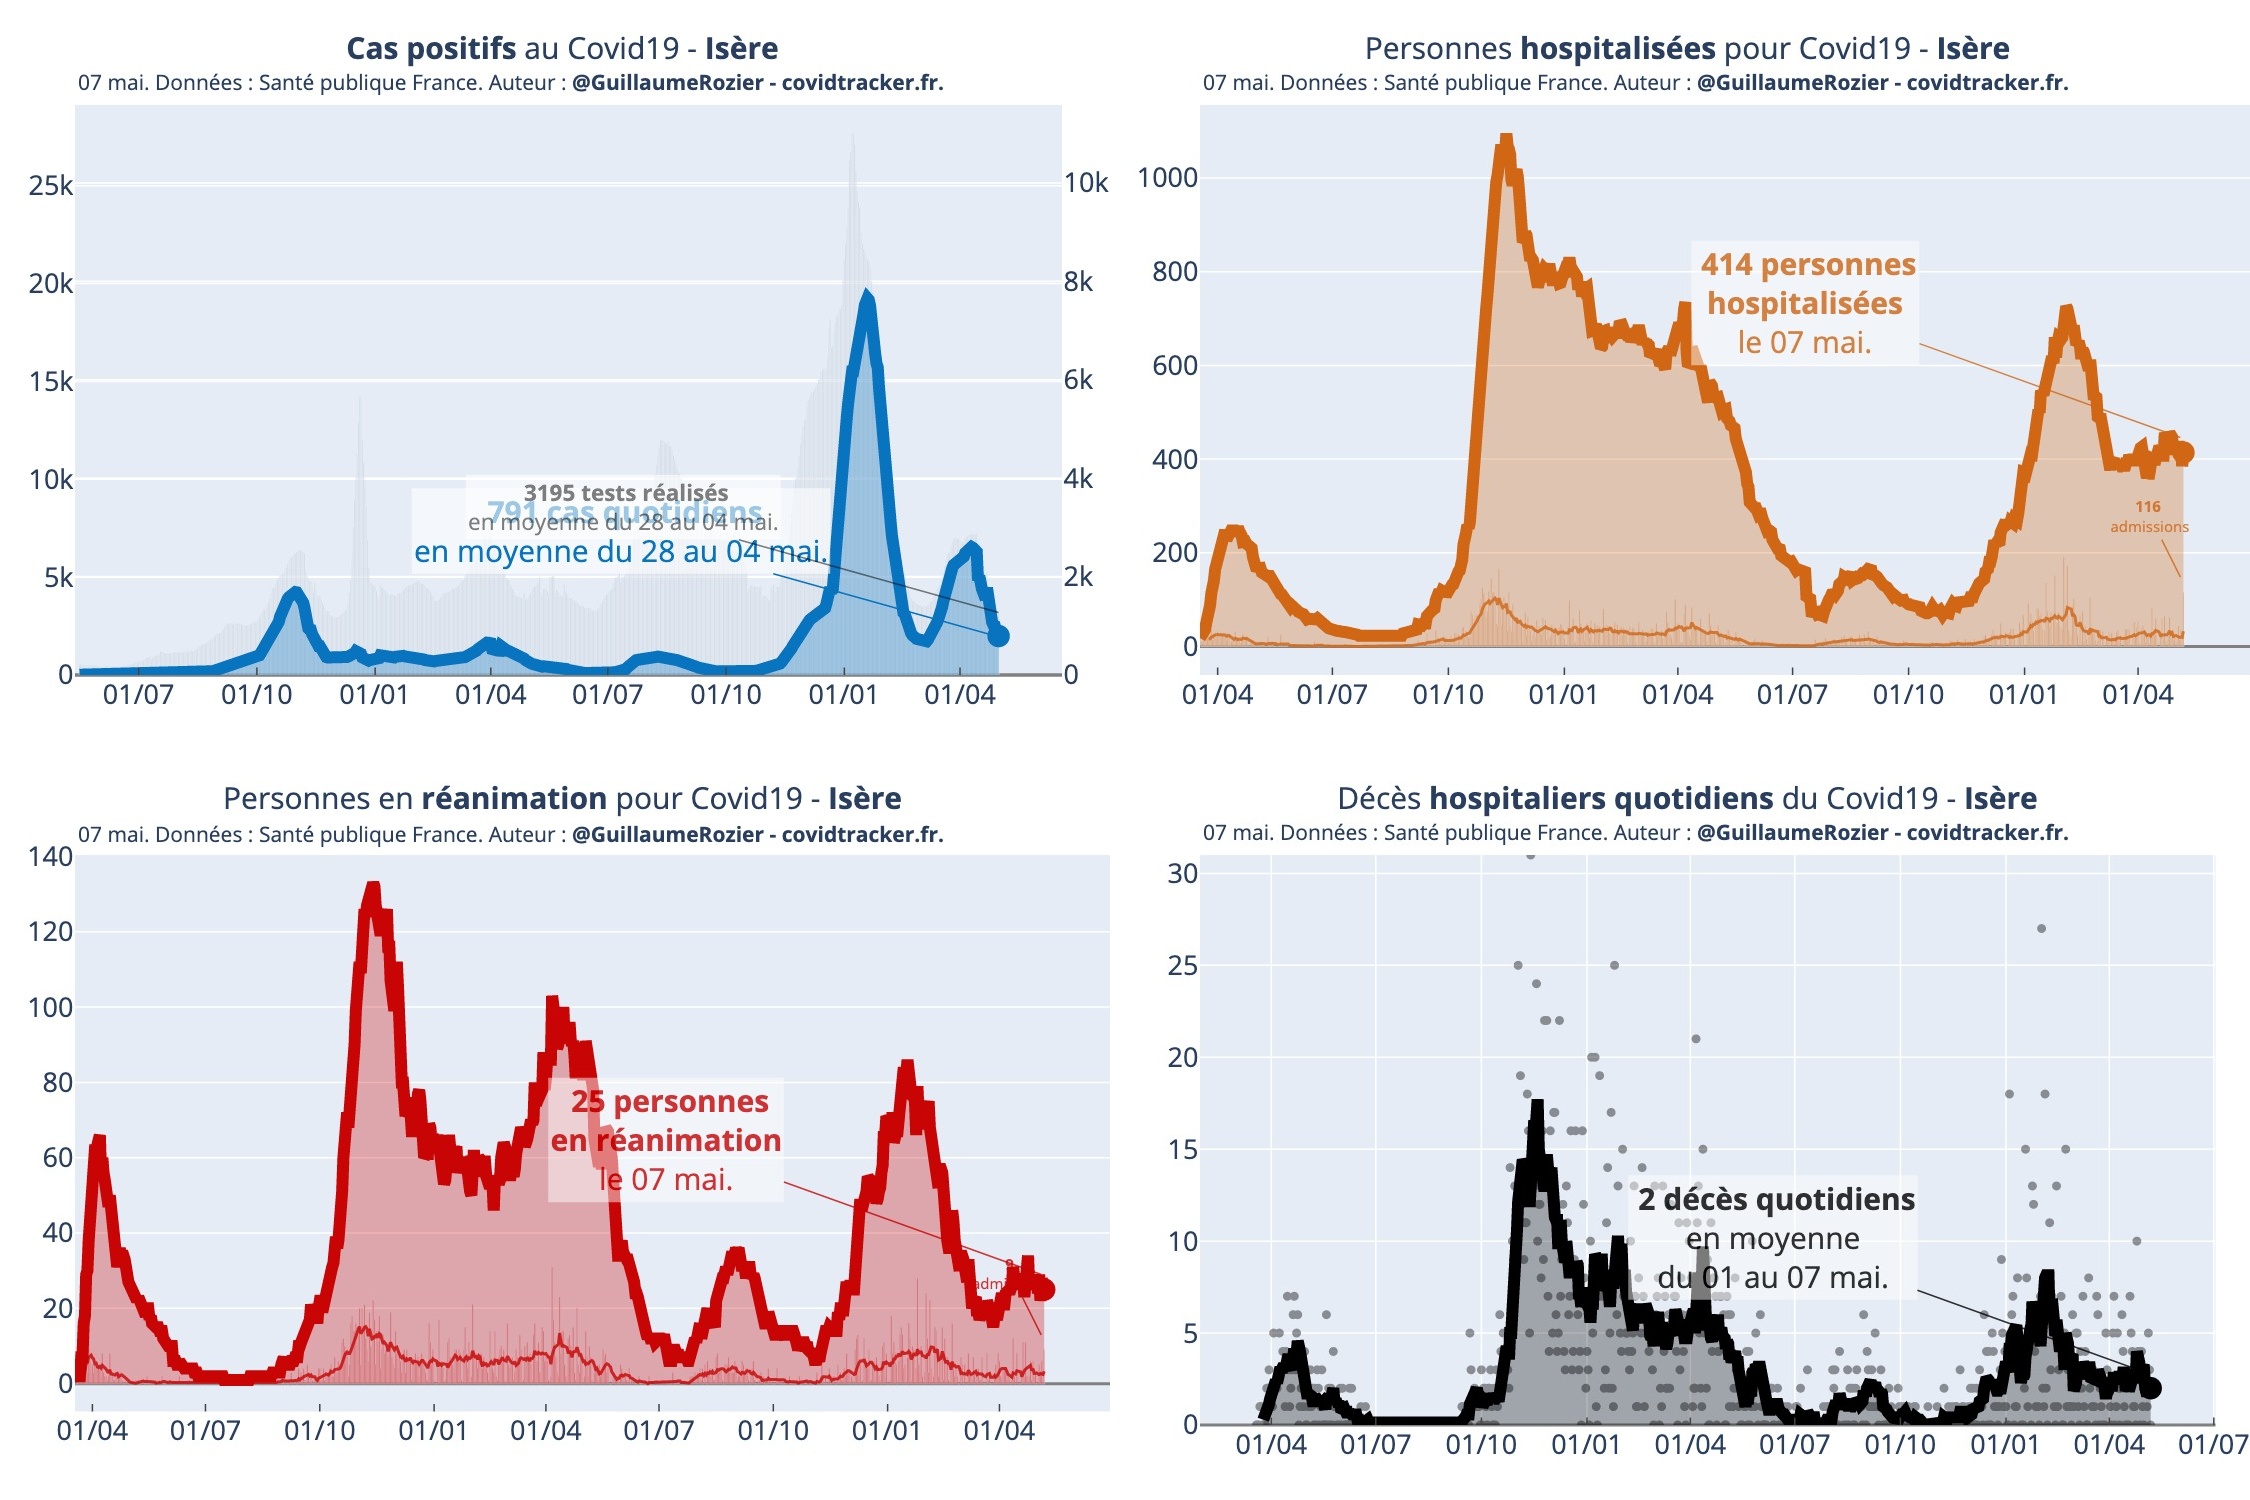 Cas positifs au Covid19 - Isère
07 mai. Données : Santé publique France. Auteur : @GuillaumeRozier - covidtracker.fr.
25k
20k
15k
10k
5k
0
10k
8k
6k
4k
2k
0
3195 tests réalisés
en moyenne du 28 au 04 mai.
791 cas quotidiens
en moyenne du 28 au 04 mai.
01/07 01/10 01/01 01/04 01/07 01/10 01/01 01/04
Personnes hospitalisées pour Covid19 - Isère
07 mai. Données : Santé publique France. Auteur : @GuillaumeRozier - covidtracker.fr.
1000
800
600
400
200
0
414 personnes
hospitalisées
le 07 mai.
116
admissions
01/04 01/07 01/10 01/01 01/04 01/07 01/10 01/01 01/04
Personnes en réanimation pour Covid19 - Isère
07 mai. Données : Santé publique France. Auteur : @GuillaumeRozier - covidtracker.fr.
140
120
100
80
60
40
20
0
25 personnes
en réanimation
le 07 mai.
01/04 01/07 01/10 01/01 01/04 01/07 01/10 01/01 01/04
Décès hospitaliers quotidiens du Covid19 - Isère
07 mai. Données : Santé publique France. Auteur : @GuillaumeRozier - covidtracker.fr.
30
25
20
15
10
5
0
2 décès quotidiens
en moyenne
du 01 au 07 mai.
01/04 01/07 01/10 01/01 01/04 01/07 01/10 01/01 01/04 01/07